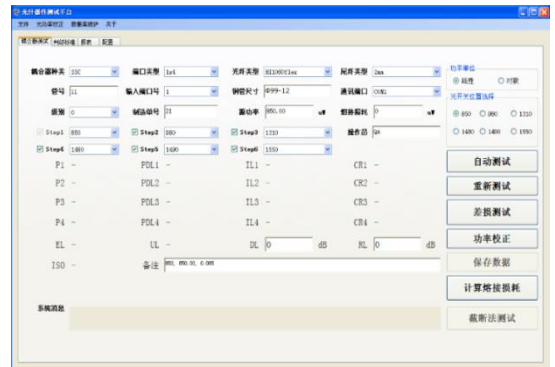 光纤器件测试平台
文件 光功率校正 数据库维护 关于
耦合器测试 判断标准 报表 配置
耦合器种类 SSC 端口类型 1x4 光纤类型 HI1060Flex 尾纤类型 2mm
管号 11 输入端口号 1 钢管尺寸 Φ99-12 通讯端口 COM1
级别 0 制造单号 21 源功率 850.00 uW 熔接损耗 0 uW
Step1 850 Step2 980 Step3 1310 操作员
Step4 1480 Step5 1490 Step6 1550
P1 - PDL1 - IL1 - CR1 -
P2 - PDL2 - IL2 - CR2 -
P3 - PDL3 - IL3 - CR3 -
P4 - PDL4 - IL4 - CR4 -
EL - UL - DL 0 dB RL 0 dB
ISO - 备注 850, 850.00, 0.085
系统消息
功率单位
线性 对数
光开关位置选择
850 980 1310
1480 1490 1550
自动测试
重新测试
差损测试
功率校正
保存数据
计算熔接损耗
截断法测试